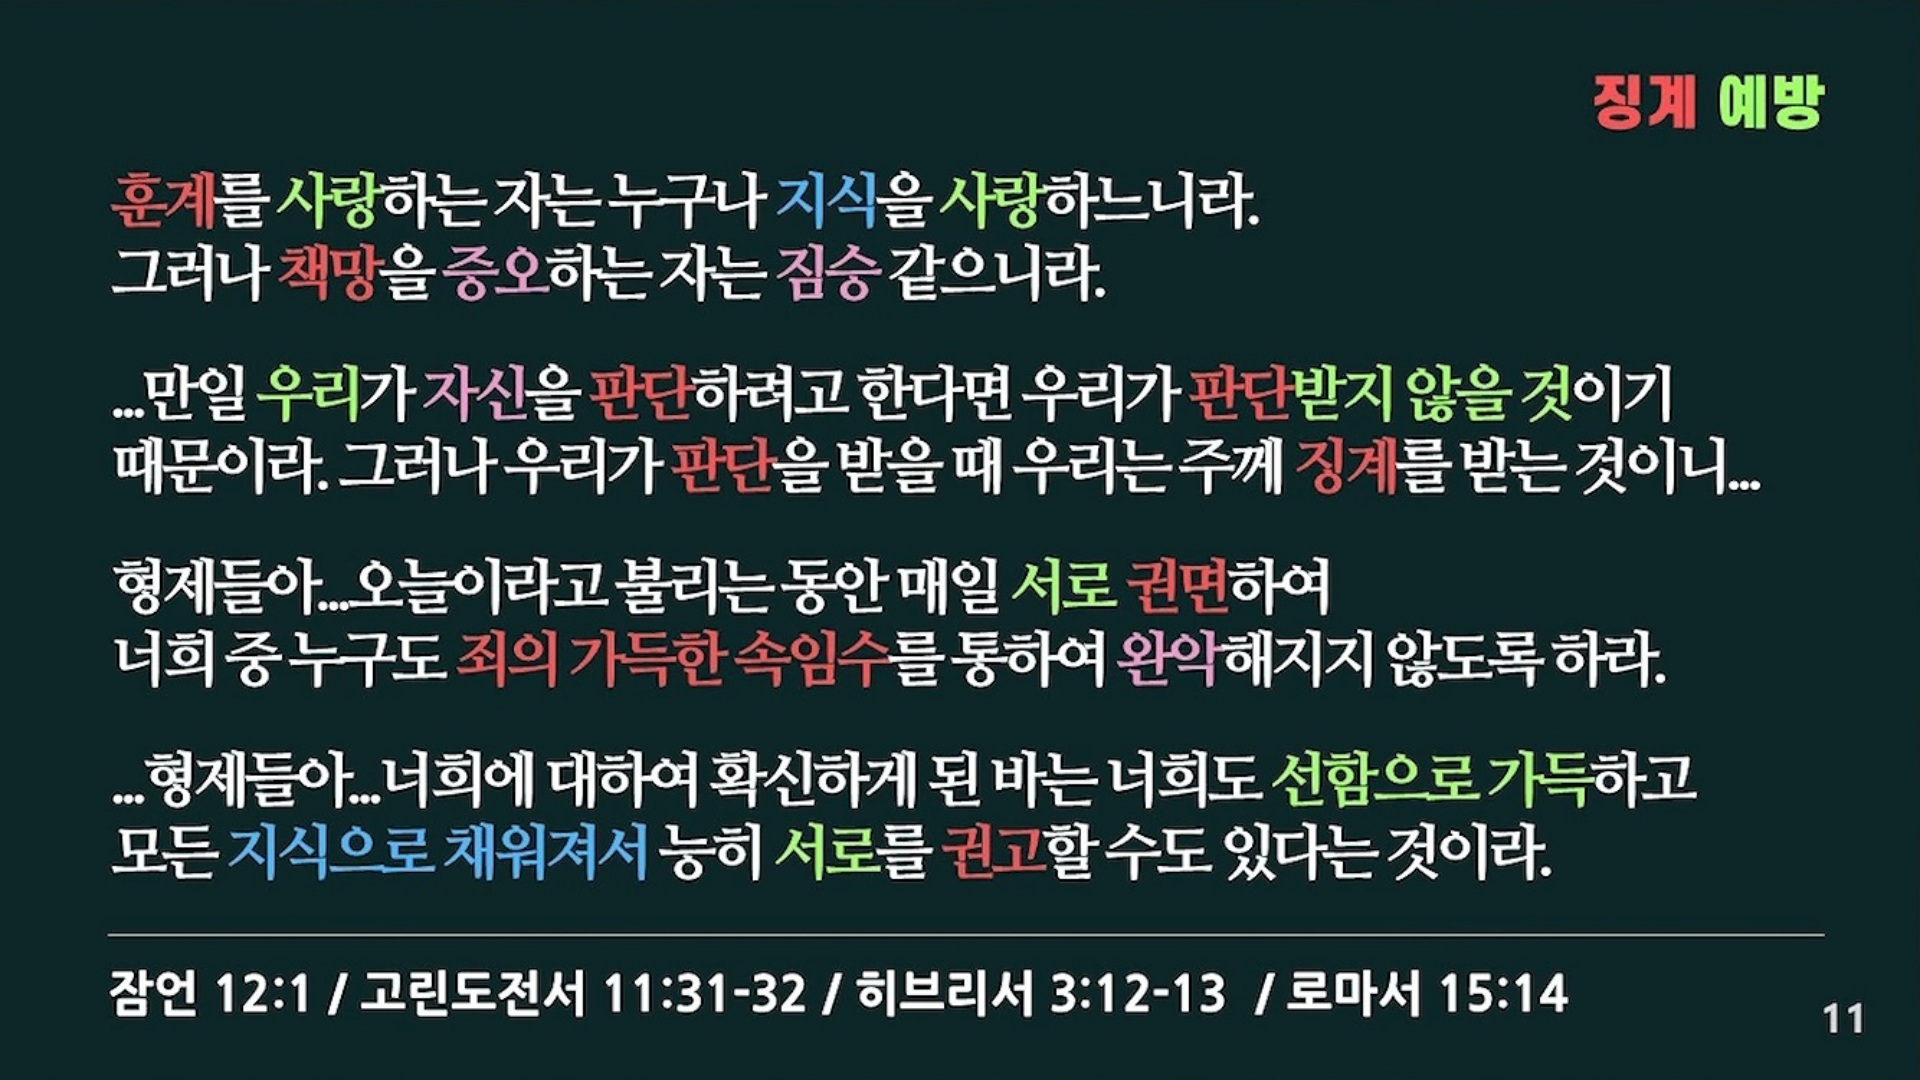 징계 예방
훈계를 사랑하는 자는 누구나 지식을 사랑하느니라.
그러나 책망을 증오하는 자는 짐승 같으니라.
...만일 우리가 자신을 판단하려고 한다면 우리가 판단받지 않을 것이기
때문이라. 그러나 우리가 판단을 받을 때 우리는 주께 징계를 받는 것이니...
형제들아...오늘이라고 불리는 동안 매일 서로 권면하여
너희 중 누구도 죄의 가득한 속임수를 통하여 완악해지지 않도록 하라.
...형제들아...너희에 대하여 확신하게 된 바는 너희도 선함으로 가득하고
모든 지식으로 채워져서 능히 서로를 권고할 수도 있다는 것이라.
잠언 12:1 / 고린도전서 11:31-32 / 히브리서 3:12-13 / 로마서 15:14
11